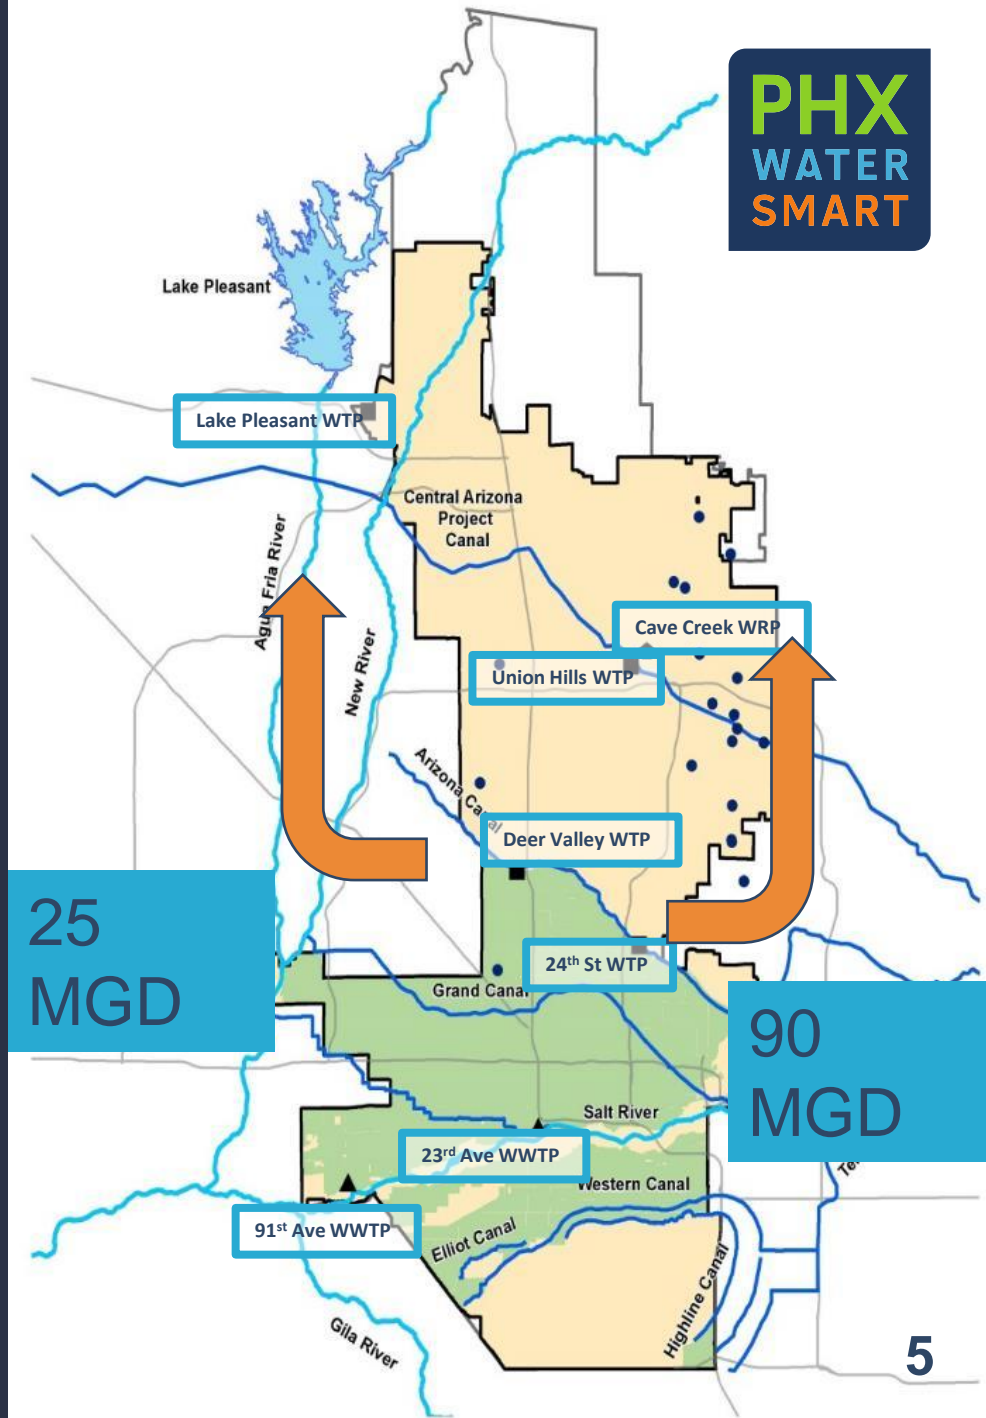 PHX
WATER
SMART
Lake Pleasant
Lake Pleasant WTP
Central Arizona
Project
Canal
Agua Fria River
New River
Cave Creek WRP
Union Hills WTP
Arizona Canal
Deer Valley WTP
25
MGD
24th St WTP
Grand Canal
90
MGD
Salt River
23rd Ave WWTP
Western Canal
91st Ave WWTP
Elliot Canal
Highline Canal
Gila River
5